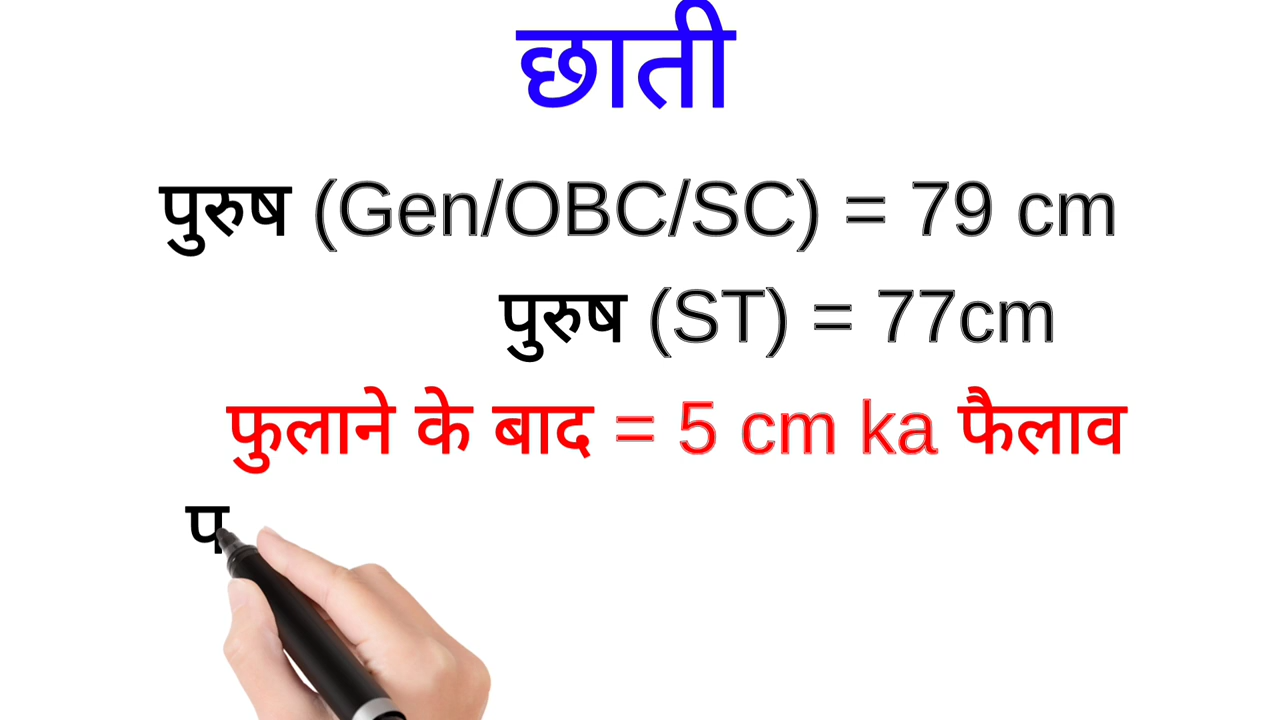 छाती
पुरुष (Gen/OBC/SC) = 79 cm
पुरुष (ST) = 77cm
फुलाने के बाद = 5 cm ka फैलाव
प